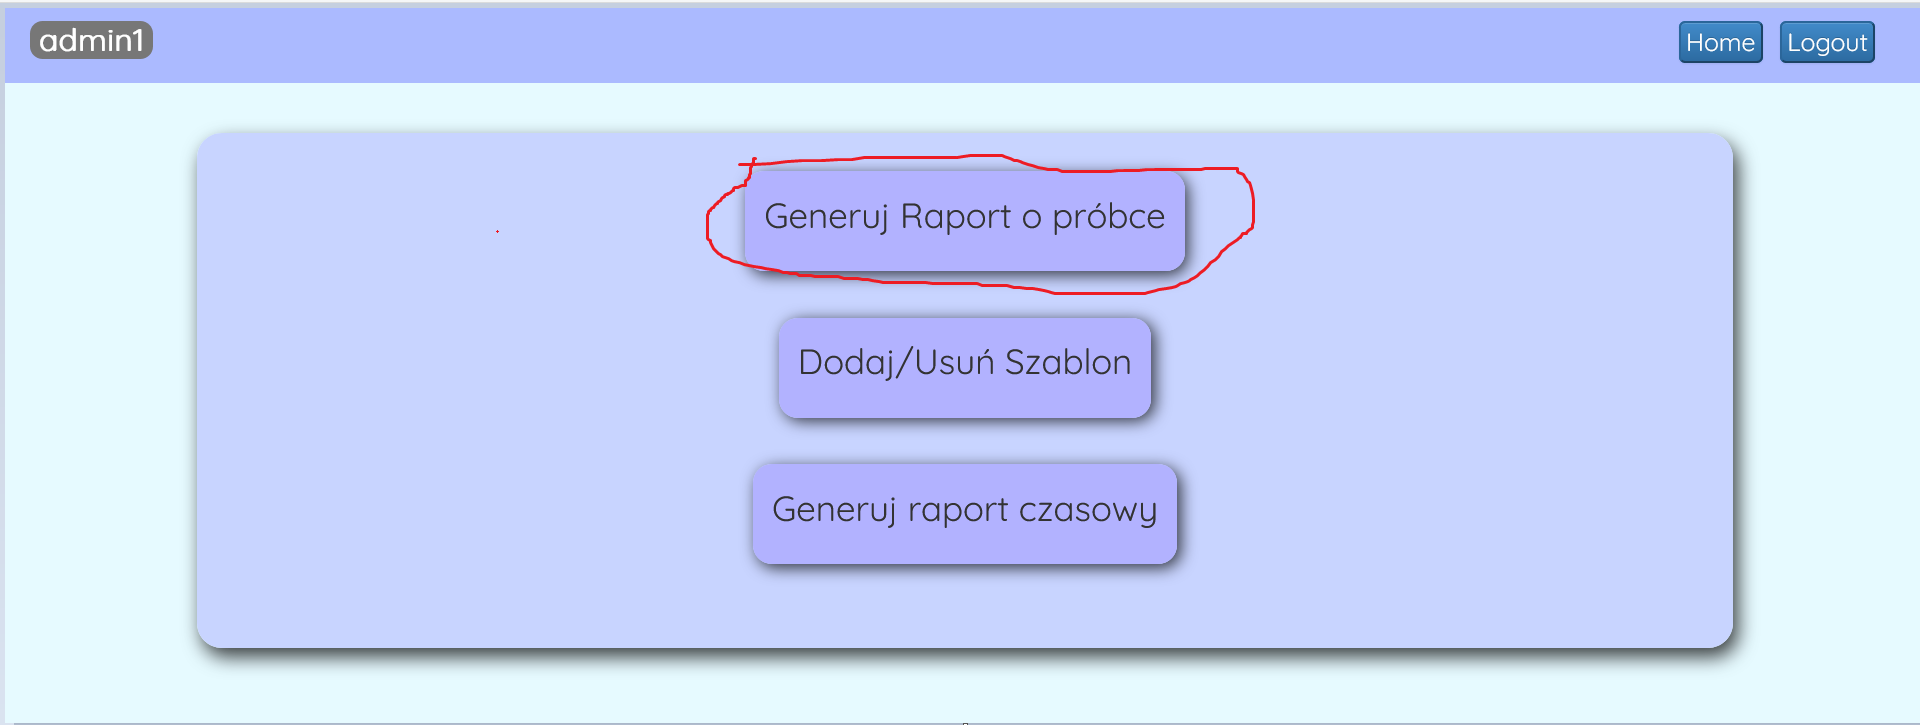 admin1
Home Logout
Generuj Raport o próbce
Dodaj/Usuń Szablon
Generuj raport czasowy